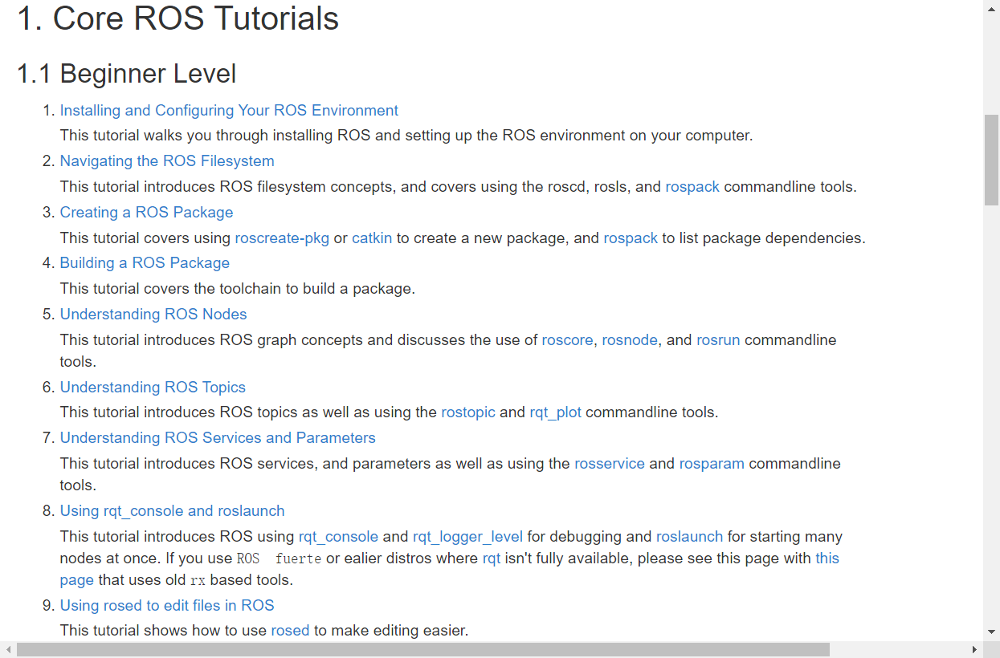 1. Core ROS Tutorials
1.1 Beginner Level
1. Installing and Configuring Your ROS Environment
This tutorial walks you through installing ROS and setting up the ROS environment on your computer.
2. Navigating the ROS Filesystem
This tutorial introduces ROS filesystem concepts, and covers using the roscd, rosls, and rospack commandline tools.
3. Creating a ROS Package
This tutorial covers using roscreate-pkg or catkin to create a new package, and rospack to list package dependencies.
4. Building a ROS Package
This tutorial covers the toolchain to build a package.
5. Understanding ROS Nodes
This tutorial introduces ROS graph concepts and discusses the use of roscore, rosnode, and rosrun commandline
tools.
6. Understanding ROS Topics
This tutorial introduces ROS topics as well as using the rostopic and rqt_plot commandline tools.
7. Understanding ROS Services and Parameters
This tutorial introduces ROS services, and parameters as well as using the rosservice and rosparam commandline
tools.
8. Using rqt_console and roslaunch
This tutorial introduces ROS using rqt_console and rqt_logger_level for debugging and roslaunch for starting many
nodes at once. If you use ROS fuerte or ealier distros where rqt isn't fully available, please see this page with this
page that uses old rx based tools.
9. Using rosed to edit files in ROS
This tutorial shows how to use rosed to make editing easier.